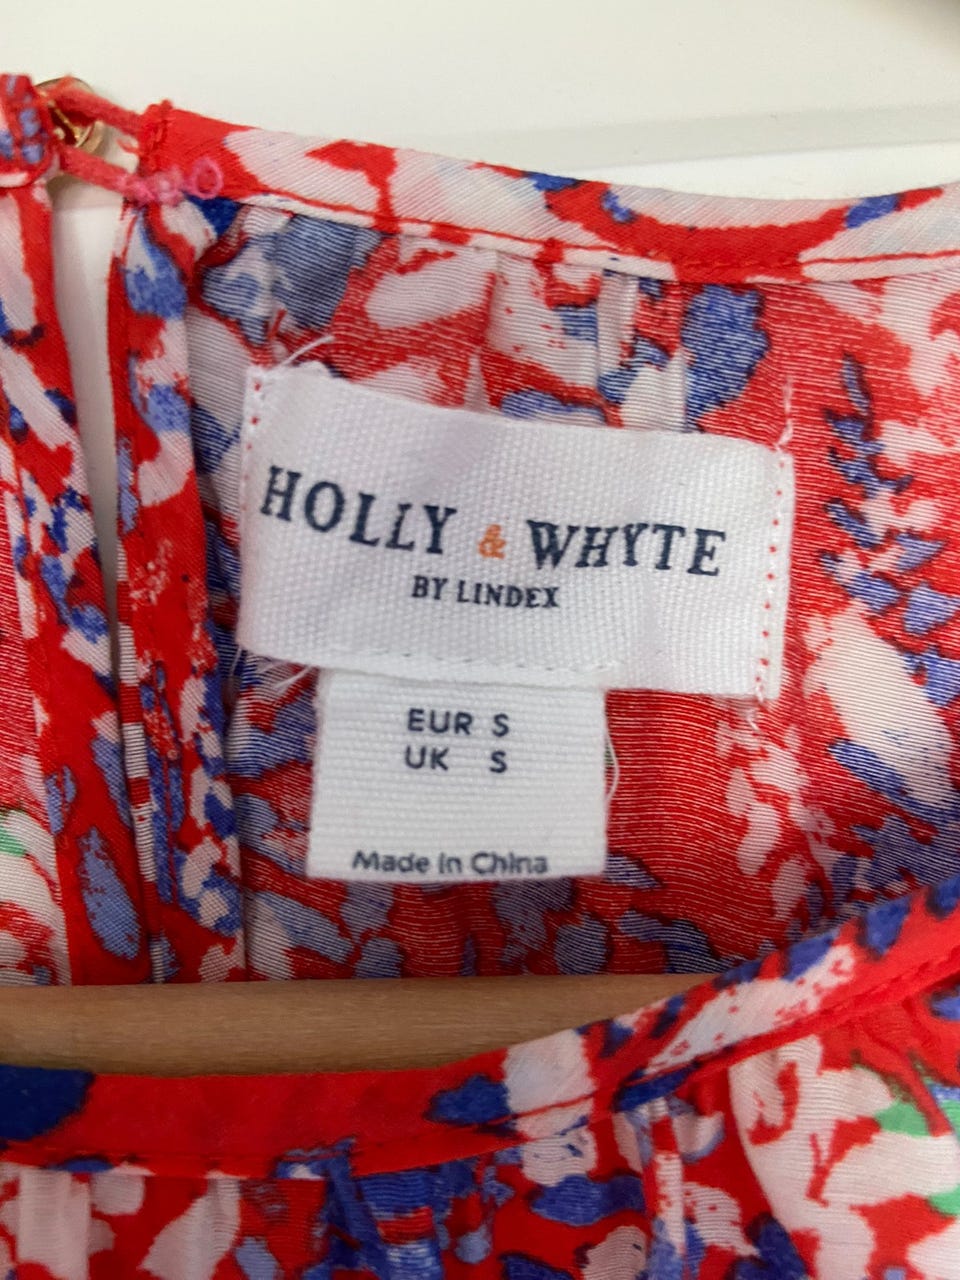 HOLLY & WHYTE
BY LINDEX
EUR S
UK S
Made in China